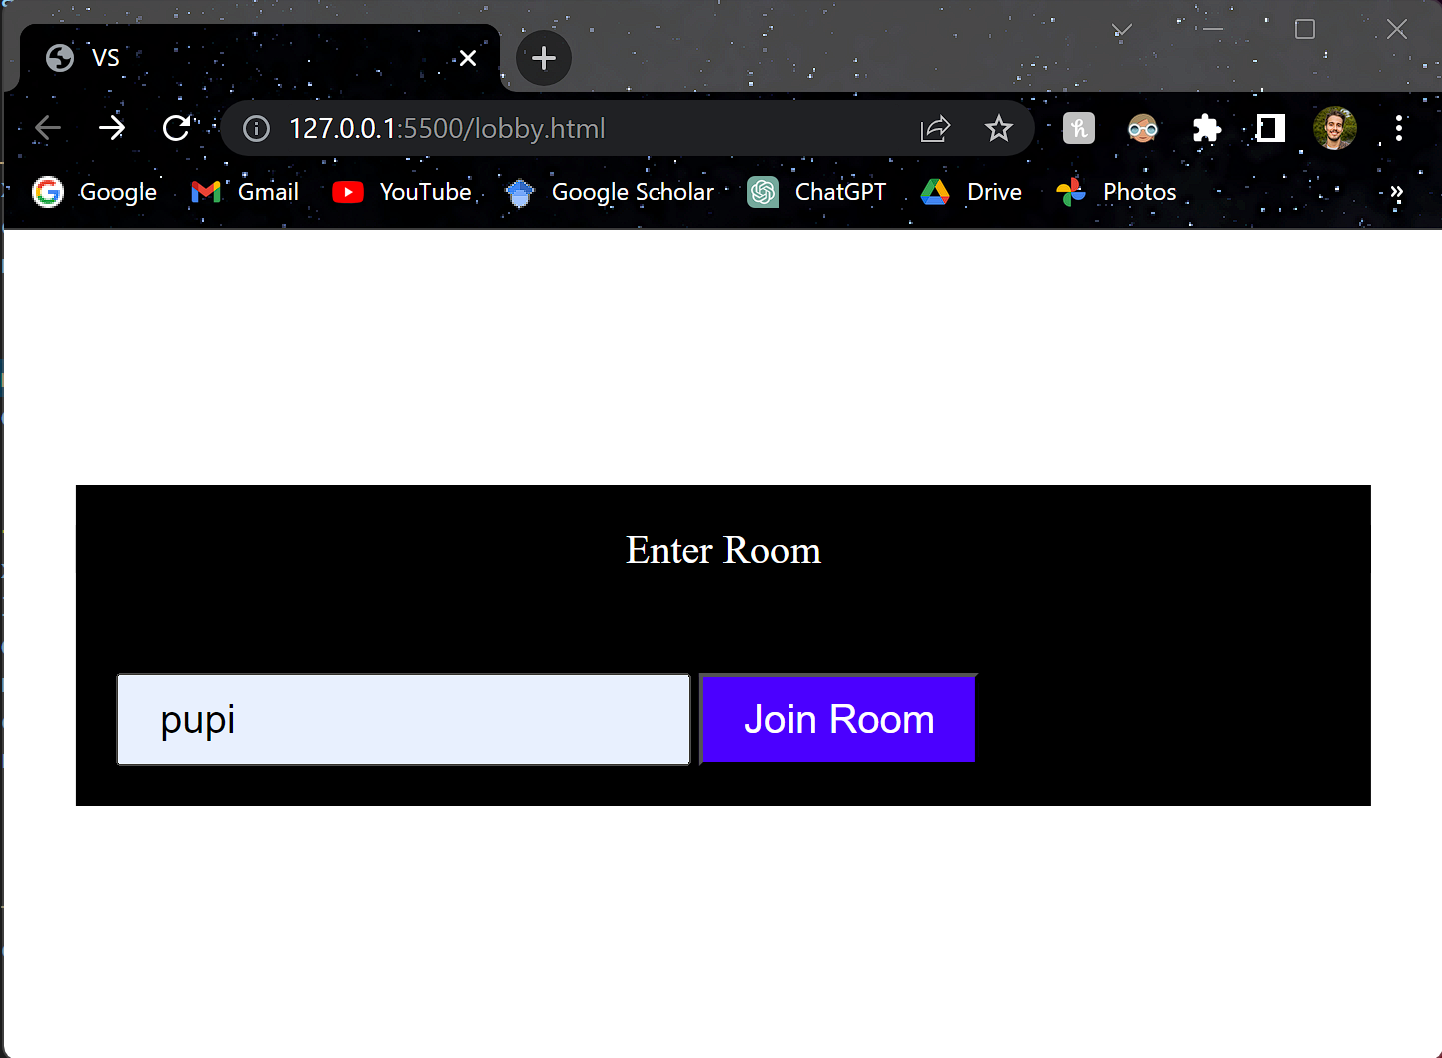 VS
127.0.0.1:5500/lobby.html
Google Gmail YouTube Google Scholar ChatGPT Drive Photos
Enter Room
pupi Join Room